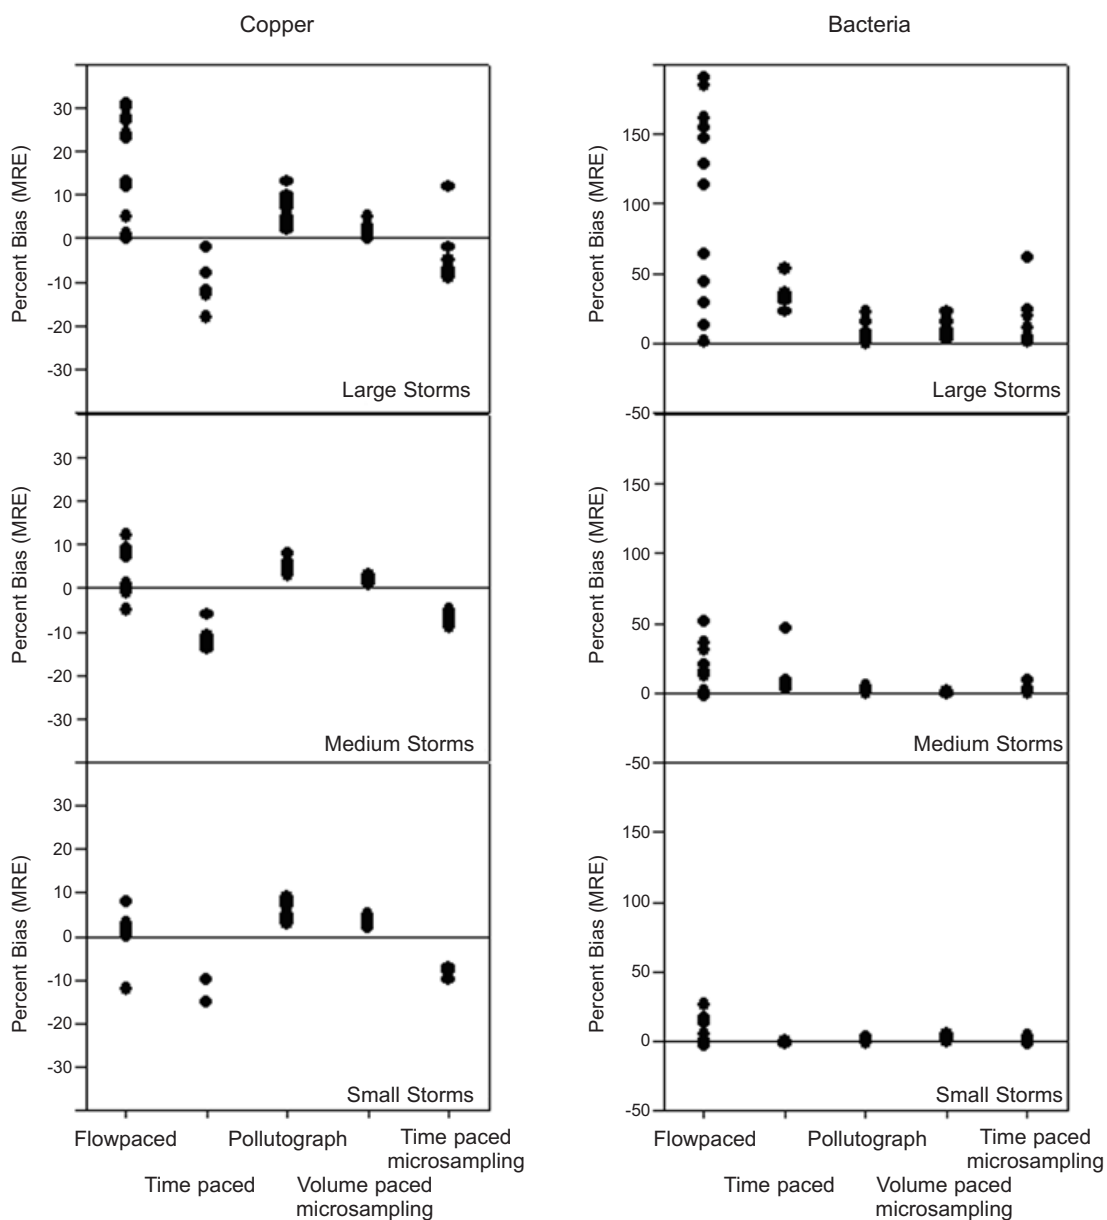 Copper
Bacteria
Percent Bias (MRE)
30
20
10
0
-10
-20
-30
Large Storms
Percent Bias (MRE)
150
100
50
0
-50
Large Storms
Percent Bias (MRE)
30
20
10
0
-10
-20
-30
Medium Storms
Percent Bias (MRE)
150
100
50
0
-50
Medium Storms
Percent Bias (MRE)
30
20
10
0
-10
-20
-30
Small Storms
Percent Bias (MRE)
150
100
50
0
-50
Small Storms
Flowpaced
Time paced
Pollutograph
Volume paced
microsampling
Time paced
microsampling
Flowpaced
Time paced
Pollutograph
Volume paced
microsampling
Time paced
microsampling